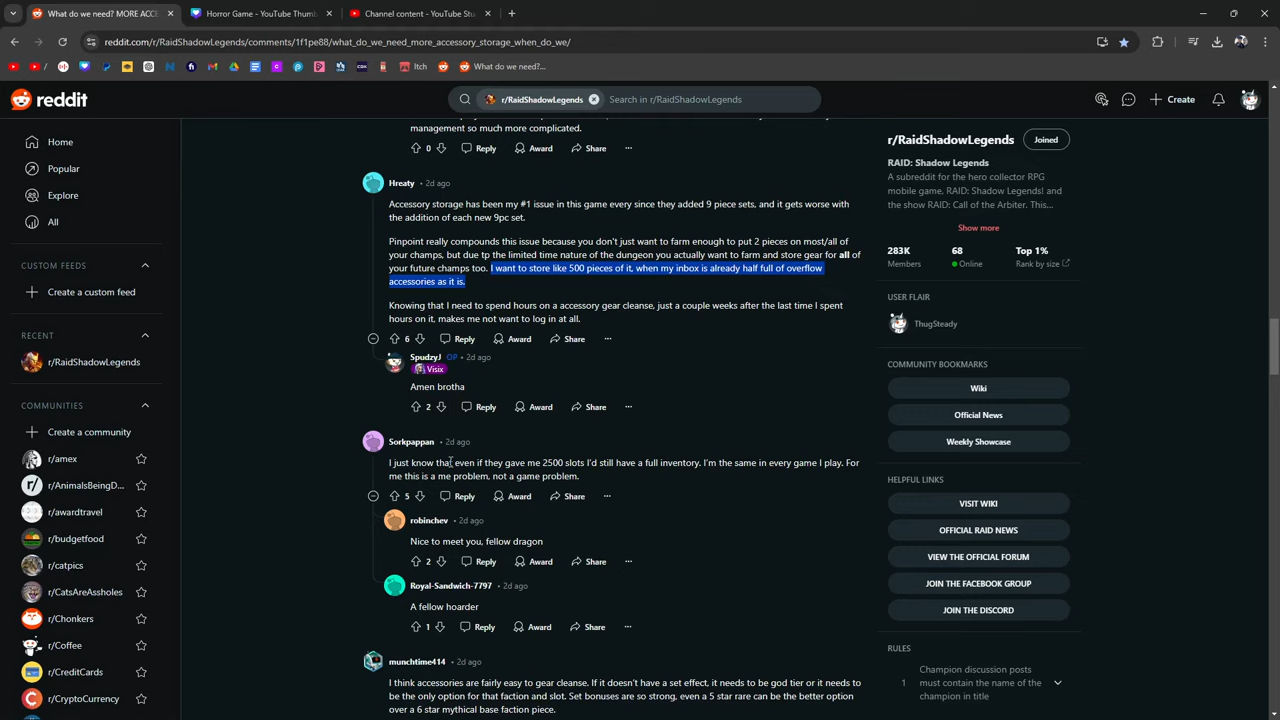 What do we need? MORE ACCE
Horror Game - YouTube Thumb
Channel content - YouTube Stu
reddit.com/r/RaidShadowLegends/comments/1f1pe88/what_do_we_need_more_accessory_storage_when_do_we/
/
Itch
What do we need?...
reddit
r/RaidShadowLegends
Search in r/RaidShadowLegends
Create
Home
Popular
Explore
All
CUSTOM FEEDS
Create a custom feed
RECENT
r/RaidShadowLegends
COMMUNITIES
Create a community
r/amex
r/AnimalsBeingD...
r/awardtravel
r/budgetfood
r/catpics
r/CatsAreAssholes
r/Chonkers
r/Coffee
r/CreditCards
r/CryptoCurrency
management so much more complicated.
0 Reply Award Share
Hreaty • 2d ago
Accessory storage has been my #1 issue in this game every since they added 9 piece sets, and it gets worse with
the addition of each new 9pc set.
Pinpoint really compounds this issue because you don't just want to farm enough to put 2 pieces on most/all of
your champs, but due tp the limited time nature of the dungeon you actually want to farm and store gear for all of
your future champs too. I want to store like 500 pieces of it, when my inbox is already half full of overflow
accessories as it is.
Knowing that I need to spend hours on a accessory gear cleanse, just a couple weeks after the last time I spent
hours on it, makes me not want to log in at all.
6 Reply Award Share
SpudzyJ OP • 2d ago
Visix
Amen brotha
2 Reply Award Share
Sorkpappan • 2d ago
I just know that even if they gave me 2500 slots I'd still have a full inventory. I'm the same in every game I play. For
me this is a me problem, not a game problem.
5 Reply Award Share
robinchev • 2d ago
Nice to meet you, fellow dragon
2 Reply Award Share
Royal-Sandwich-7797 • 2d ago
A fellow hoarder
1 Reply Award Share
munchtime414 • 2d ago
I think accessories are fairly easy to gear cleanse. If it doesn't have a set effect, it needs to be god tier or it needs to
be the only option for that faction and slot. Set bonuses are so strong, even a 5 star rare can be the better option
over a 6 star mythical base faction piece.
r/RaidShadowLegends
Joined
RAID: Shadow Legends
A subreddit for the hero collector RPG
mobile game, RAID: Shadow Legends! and
the show RAID: Call of the Arbiter. This...
Show more
283K 68 Top 1%
Members Online Rank by size
USER FLAIR
ThugSteady
COMMUNITY BOOKMARKS
Wiki
Official News
Weekly Showcase
HELPFUL LINKS
VISIT WIKI
OFFICIAL RAID NEWS
VIEW THE OFFICIAL FORUM
JOIN THE FACEBOOK GROUP
JOIN THE DISCORD
RULES
1 Champion discussion posts
must contain the name of the
champion in title